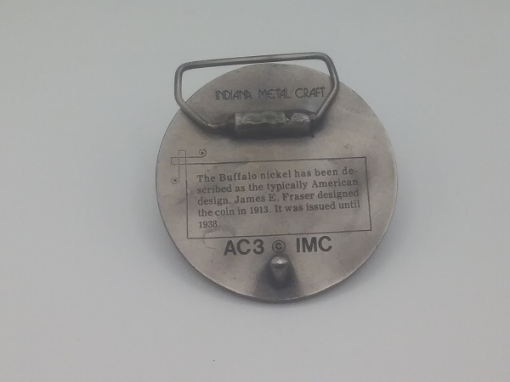 INDIANA METAL CRAFT
The Buffalo nickel has been de-
scribed as the typically American
design. James E. Fraser designed
the coin in 1913. It was issued until
1938.
AC3 © IMC